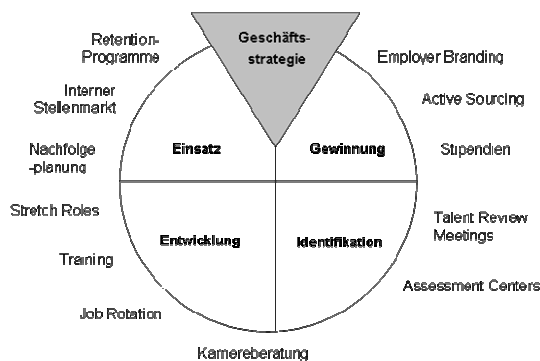 Geschäfts-
strategie
Retention-
Programme
Interner
Stellenmarkt
Nachfolge
-planung
Stretch Roles
Training
Job Rotation
Karriereberatung
Employer Branding
Active Sourcing
Stipendien
Talent Review
Meetings
Assessment Centers
Einsatz
Gewinnung
Entwicklung
Identifikation